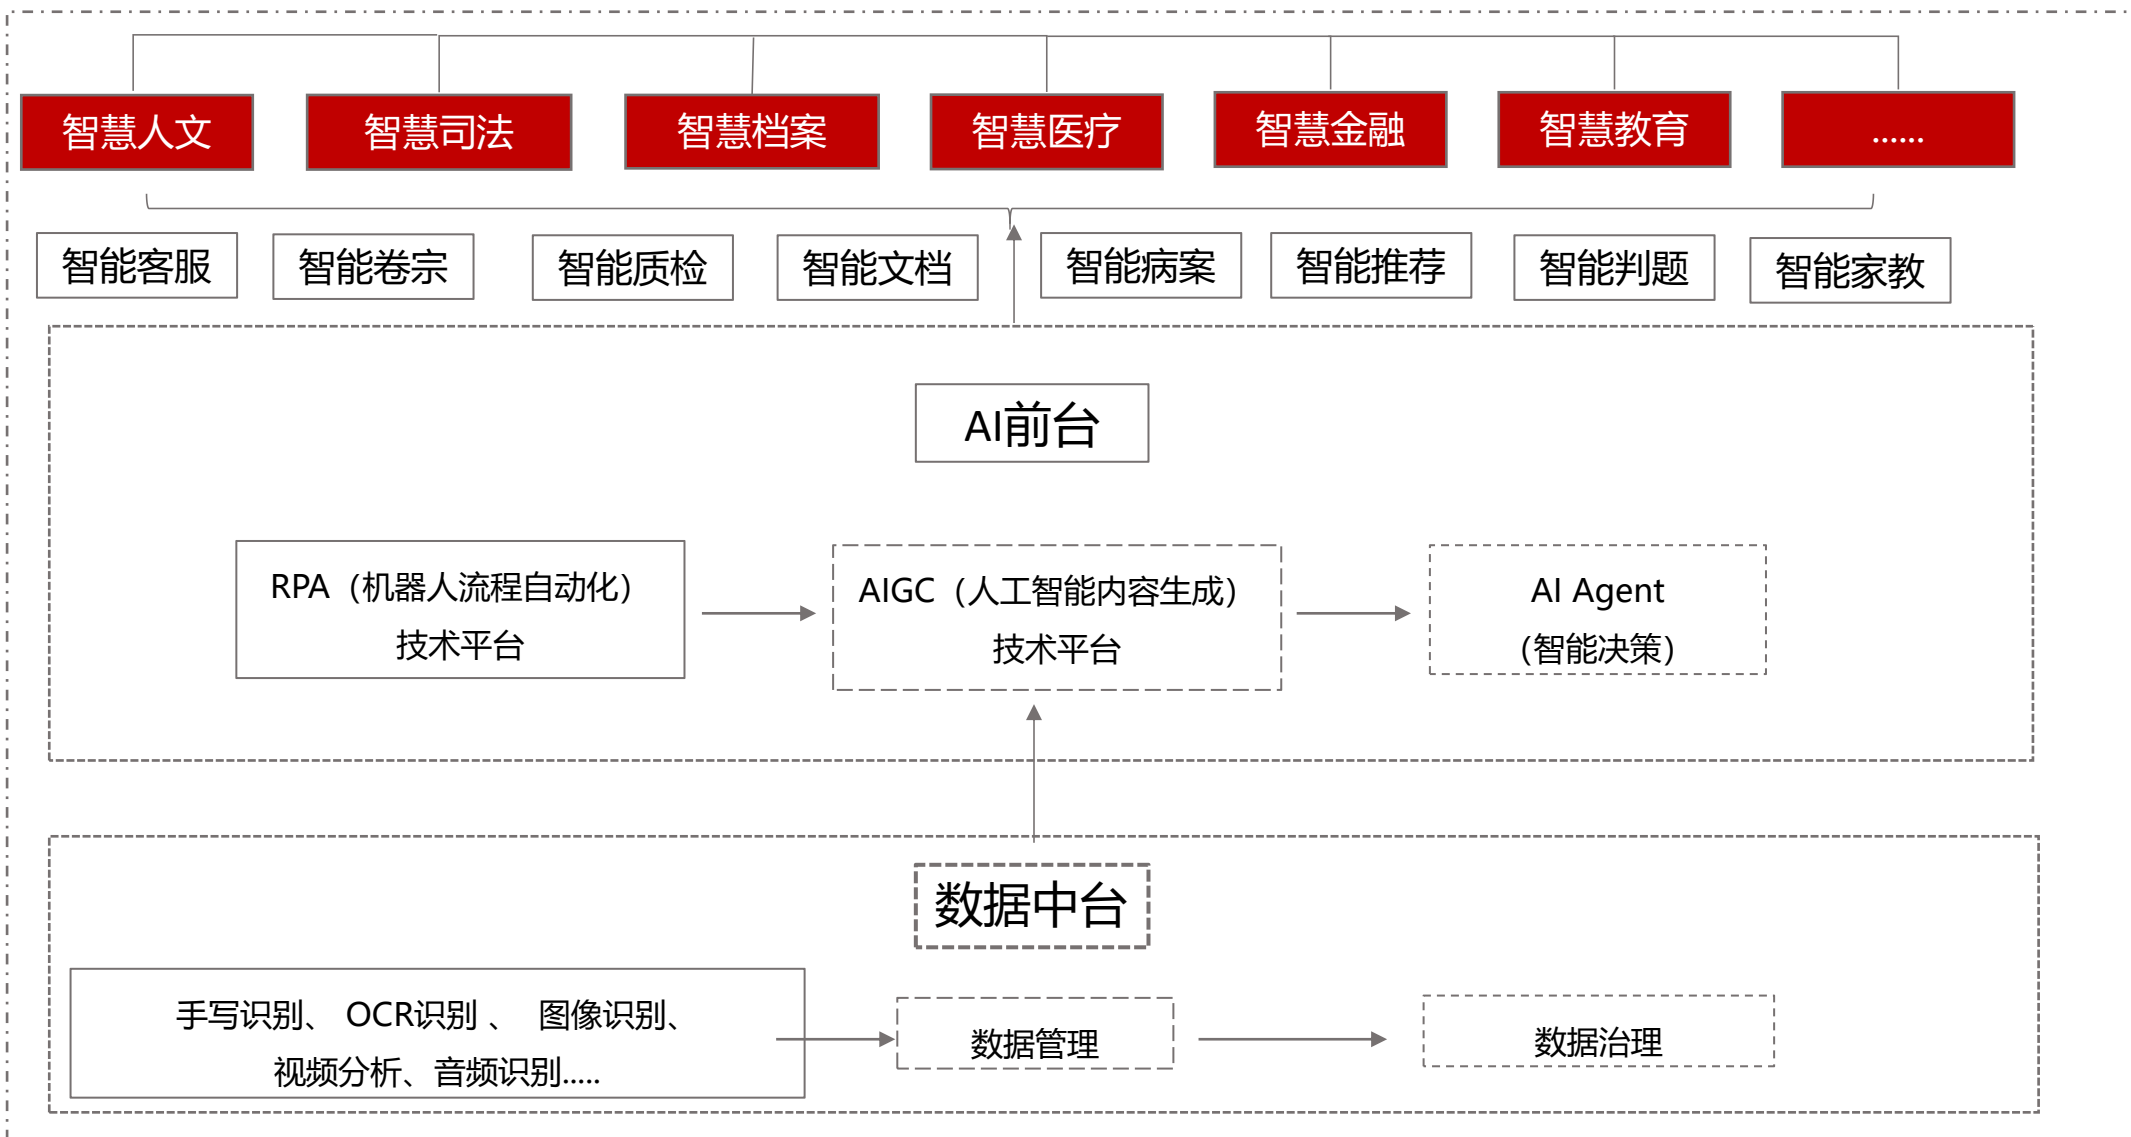 智慧人文
智慧司法
智慧档案
智慧医疗
智慧金融
智慧教育
......
智能客服
智能卷宗
智能质检
智能文档
智能病案
智能推荐
智能判题
智能家教
AI前台
RPA（机器人流程自动化）
技术平台
AIGC（人工智能内容生成）
技术平台
AI Agent
（智能决策）
数据中台
手写识别、 OCR识别 、 图像识别、
视频分析、音频识别.....
数据管理
数据治理